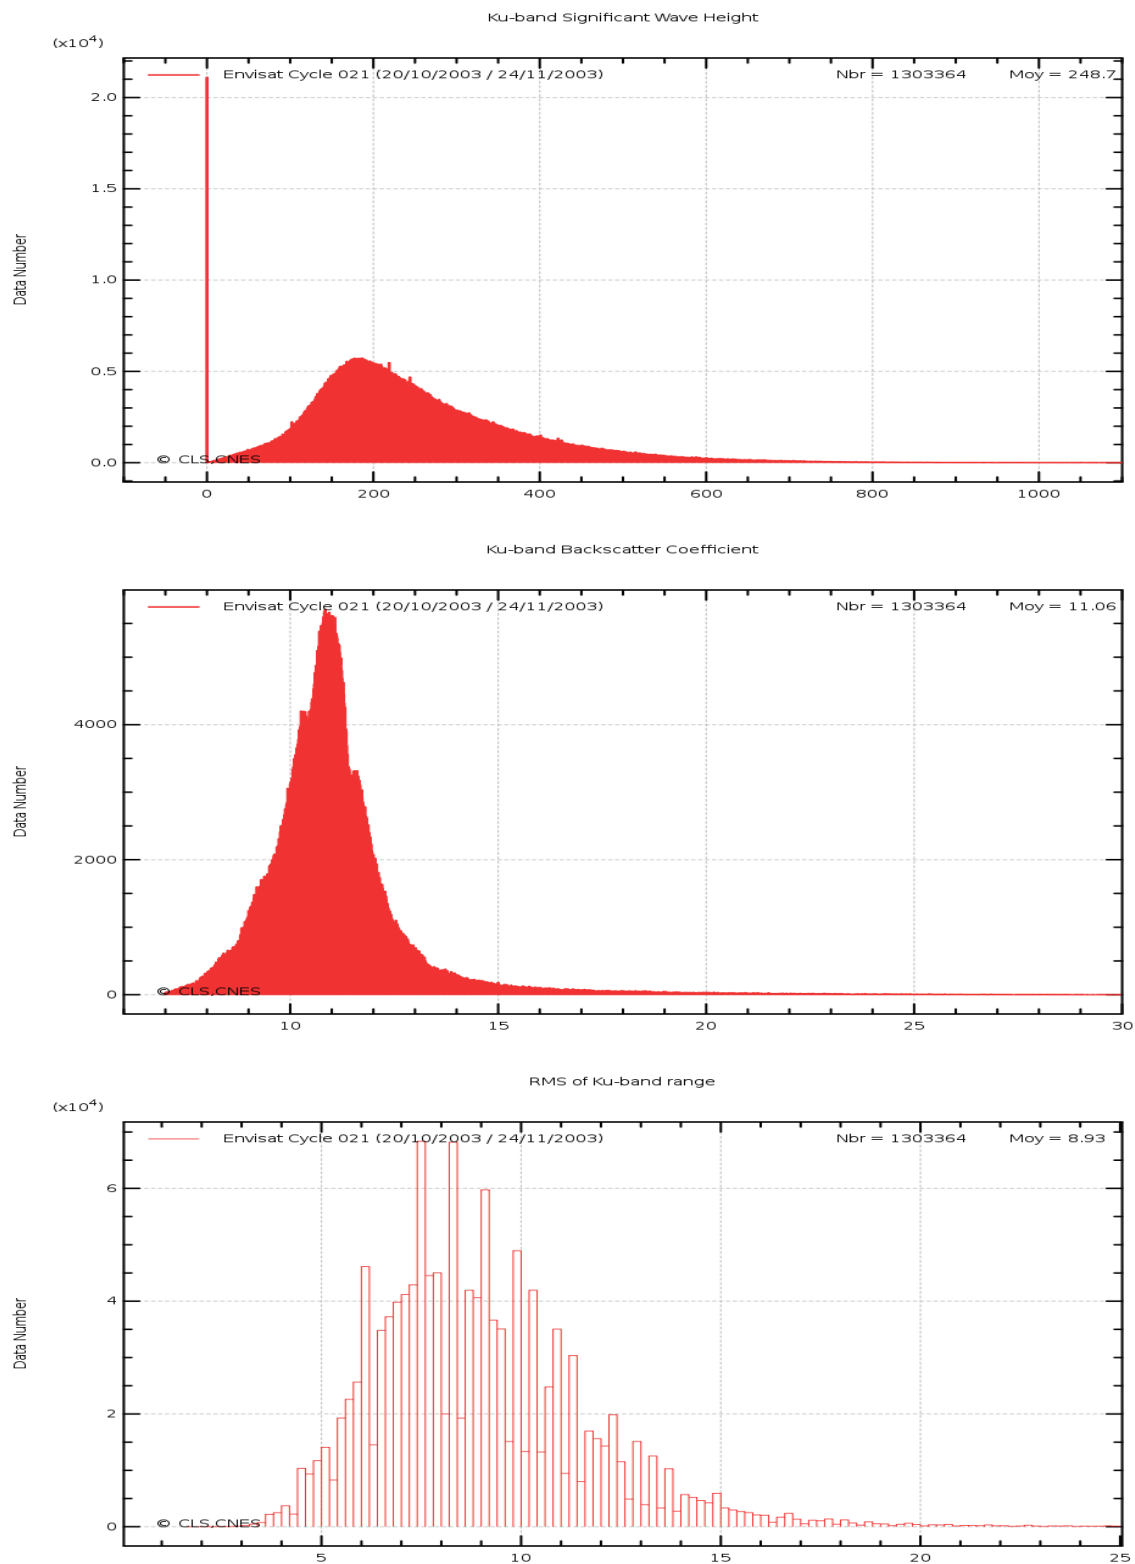 Ku-band Significant Wave Height
(x10⁴)
Envisat Cycle 021 (20/10/2003 / 24/11/2003) Nbr = 1303364 Moy = 248.7
2.0
1.5
1.0
0.5
0.0
Data Number
© CLS,CNES
0 200 400 600 800 1000
Ku-band Backscatter Coefficient
Envisat Cycle 021 (20/10/2003 / 24/11/2003) Nbr = 1303364 Moy = 11.06
4000
2000
0
Data Number
© CLS,CNES
10 15 20 25 30
RMS of Ku-band range
(x10⁴)
Envisat Cycle 021 (20/10/2003 / 24/11/2003) Nbr = 1303364 Moy = 8.93
6
4
2
0
Data Number
© CLS,CNES
5 10 15 20 25